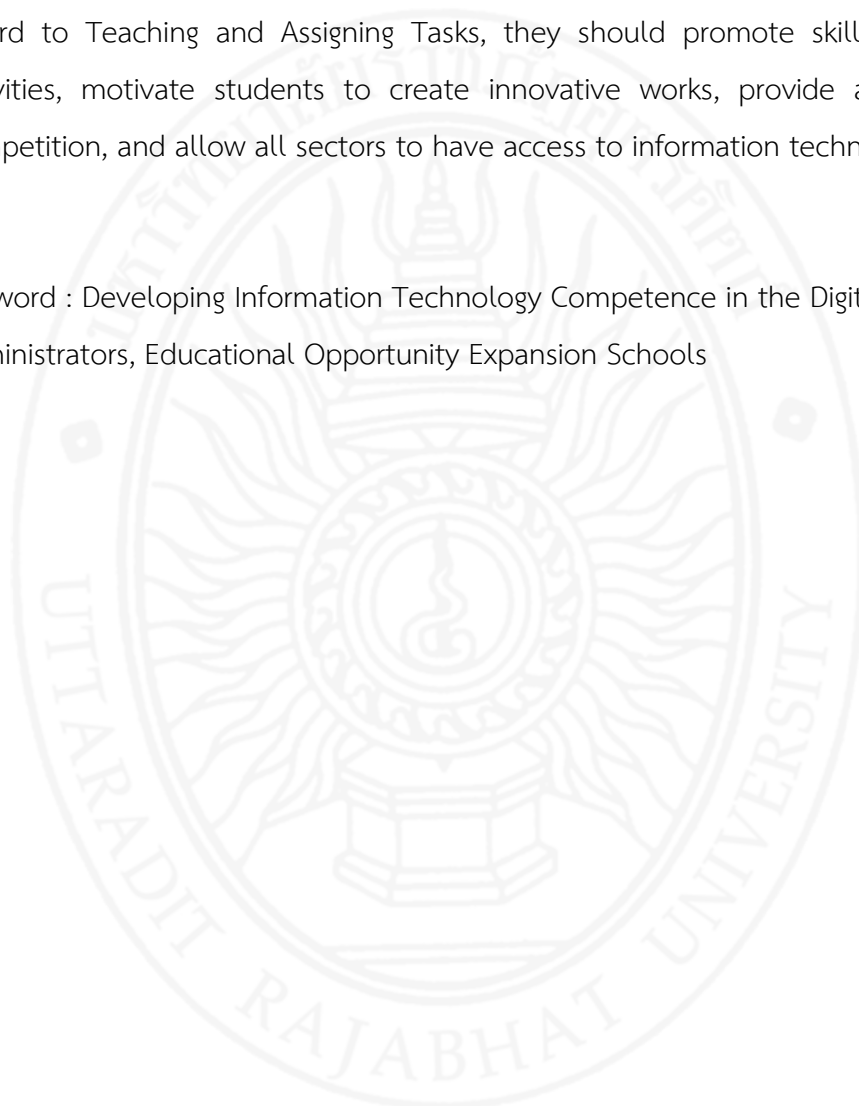 rd to Teaching and Assigning Tasks, they should promote skill
vities, motivate students to create innovative works, provide a
petition, and allow all sectors to have access to information techn
word : Developing Information Technology Competence in the Digit
ministrators, Educational Opportunity Expansion Schools
UTTARADIT RAJABHAT UNIVERSITY